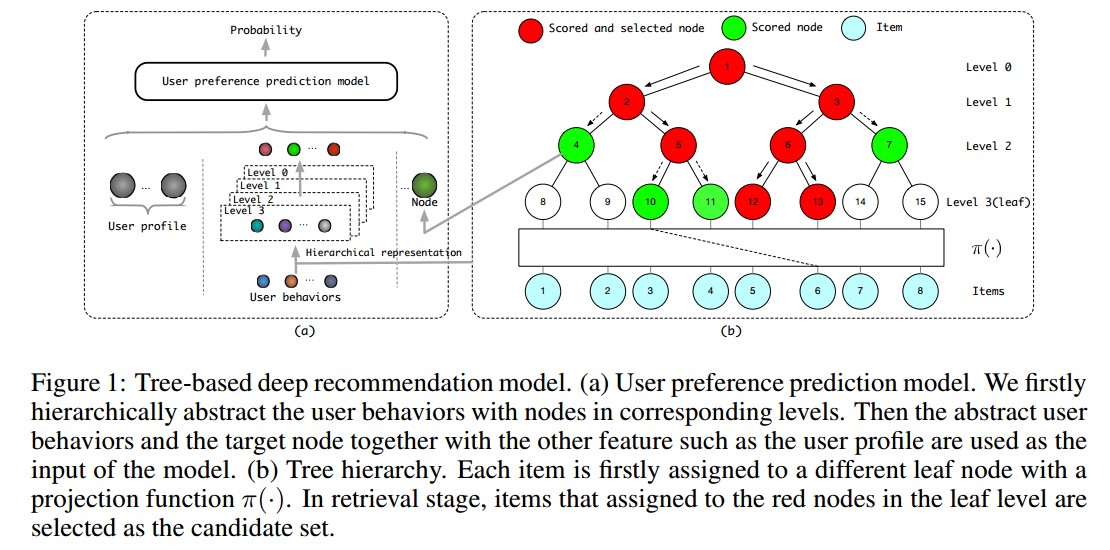 Probability
User preference prediction model
...
...
...
User profile
Level 0
Level 1
Level 2
Level 3
...
Node
Hierarchical representation
...
User behaviors
(a)
Scored and selected node
Scored node
Item
1
Level 0
2
3
Level 1
4
5
6
7
Level 2
8
9
10
11
12
13
14
15
Level 3(leaf)
π(·)
1
2
3
4
5
6
7
8
Items
(b)
Figure 1: Tree-based deep recommendation model. (a) User preference prediction model. We firstly
hierarchically abstract the user behaviors with nodes in corresponding levels. Then the abstract user
behaviors and the target node together with the other feature such as the user profile are used as the
input of the model. (b) Tree hierarchy. Each item is firstly assigned to a different leaf node with a
projection function π(·). In retrieval stage, items that assigned to the red nodes in the leaf level are
selected as the candidate set.